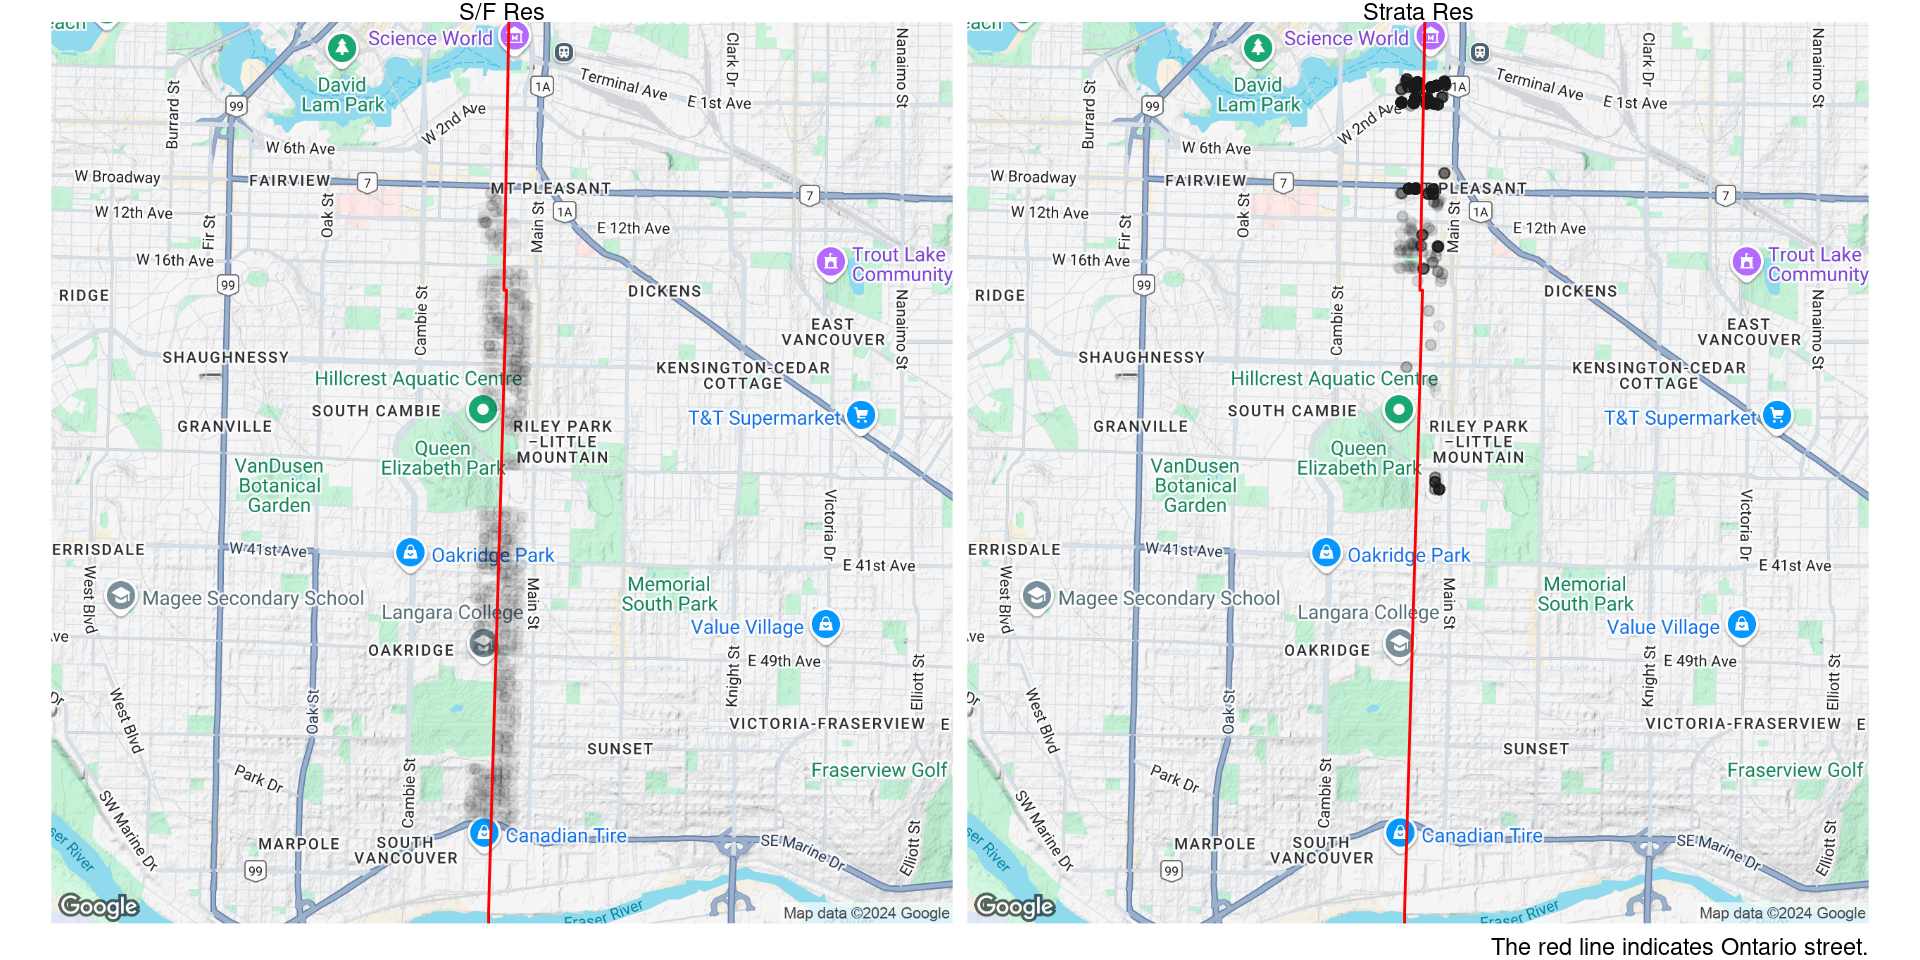 S/F Res
each
Science World
David
Lam Park
1A
Terminal Ave
Clark Dr
Nanaimo St
99
Burrard St
E 1st Ave
W 2nd Ave
W 6th Ave
W Broadway
FAIRVIEW
7
MT PLEASANT
7
W 12th Ave
Oak St
Fir St
Main St
1A
E 12th Ave
W 16th Ave
Trout Lake
Community
99
RIDGE
Cambie St
DICKENS
Nanaimo St
EAST
VANCOUVER
SHAUGHNESSY
Hillcrest Aquatic Centre
KENSINGTON-CEDAR
COTTAGE
SOUTH CAMBIE
T&T Supermarket
GRANVILLE
RILEY PARK
-LITTLE
MOUNTAIN
Queen
Elizabeth Park
VanDusen
Botanical
Garden
Victoria Dr
ERRISDALE
W 41st Ave
Oakridge Park
E 41st Ave
West Blvd
Magee Secondary School
Langara College
Main St
Memorial
South Park
Value Village
ve
OAKRIDGE
Knight St
E 49th Ave
Elliott St
Dr
West Blvd
Oak St
VICTORIA-FRASERVIEW
E
SUNSET
Park Dr
Cambie St
Fraserview Golf
SW Marine Dr
ser River
MARPOLE
SOUTH
VANCOUVER
Canadian Tire
SE Marine Dr
Elliott St
99
Google
Fraser River
Map data ©2024 Google
Strata Res
each
Science World
David
Lam Park
1A
Terminal Ave
Clark Dr
Nanaimo St
99
Burrard St
E 1st Ave
W 2nd Ave
W 6th Ave
W Broadway
FAIRVIEW
7
T PLEASANT
7
W 12th Ave
Oak St
Fir St
Main St
1A
E 12th Ave
W 16th Ave
Trout Lake
Community
99
RIDGE
Cambie St
DICKENS
Nanaimo St
EAST
VANCOUVER
SHAUGHNESSY
Hillcrest Aquatic Centre
KENSINGTON-CEDAR
COTTAGE
SOUTH CAMBIE
T&T Supermarket
GRANVILLE
RILEY PARK
-LITTLE
MOUNTAIN
Queen
Elizabeth Park
VanDusen
Botanical
Garden
Victoria Dr
ERRISDALE
W 41st Ave
Oakridge Park
E 41st Ave
West Blvd
Magee Secondary School
Langara College
Main St
Memorial
South Park
Value Village
ve
OAKRIDGE
Knight St
E 49th Ave
Elliott St
Dr
West Blvd
Oak St
VICTORIA-FRASERVIEW
E
SUNSET
Park Dr
Cambie St
Fraserview Golf
SW Marine Dr
ser River
MARPOLE
SOUTH
VANCOUVER
Canadian Tire
SE Marine Dr
Elliott St
99
Google
Fraser River
Map data ©2024 Google
The red line indicates Ontario street.